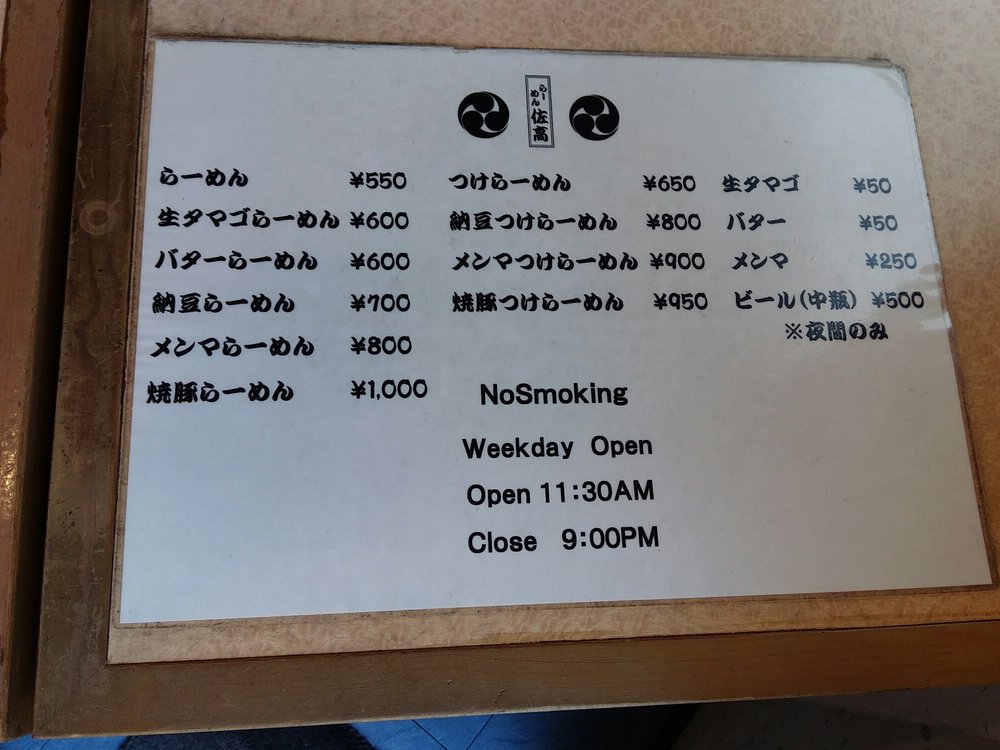 らーめん 佐高
らーめん ¥550
生タマゴらーめん ¥600
バターらーめん ¥600
納豆らーめん ¥700
メンマらーめん ¥800
焼豚らーめん ¥1,000
つけらーめん ¥650
納豆つけらーめん ¥800
メンマつけらーめん ¥900
焼豚つけらーめん ¥950
生タマゴ ¥50
バター ¥50
メンマ ¥250
ビール(中瓶) ¥500
※夜間のみ
NoSmoking
Weekday Open
Open 11:30AM
Close 9:00PM